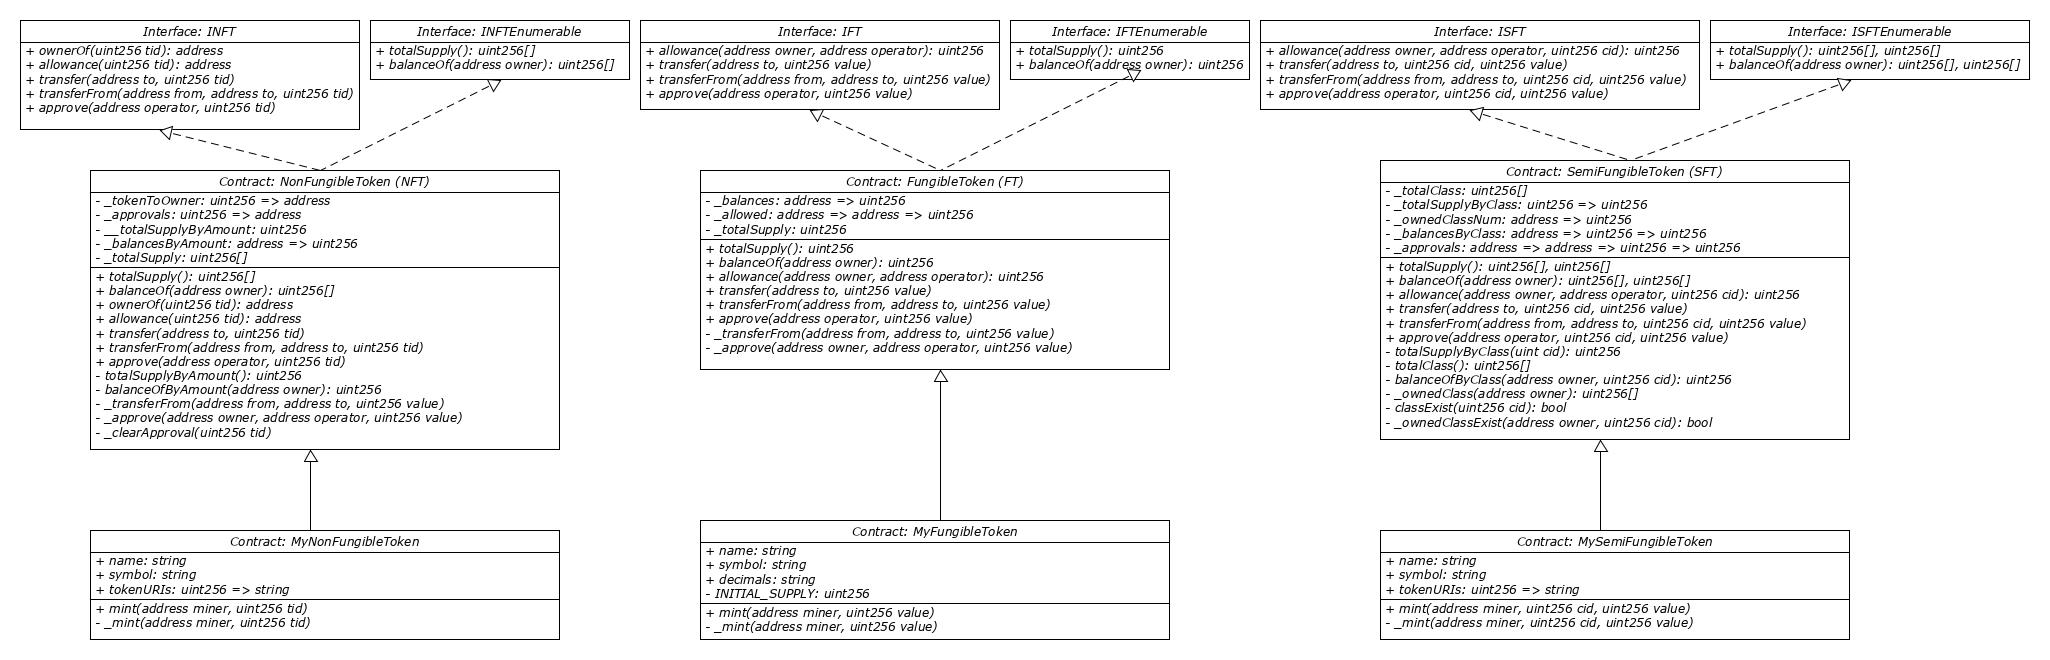 Interface: INFT
+ ownerOf(uint256 tid): address
+ allowance(uint256 tid): address
+ transfer(address to, uint256 tid)
+ transferFrom(address from, address to, uint256 tid)
+ approve(address operator, uint256 tid)
Interface: INFTEnumerable
+ totalSupply(): uint256[]
+ balanceOf(address owner): uint256[]
Interface: IFT
+ allowance(address owner, address operator): uint256
+ transfer(address to, uint256 value)
+ transferFrom(address from, address to, uint256 value)
+ approve(address operator, uint256 value)
Interface: IFTEnumerable
+ totalSupply(): uint256
+ balanceOf(address owner): uint256
Interface: ISFT
+ allowance(address owner, address operator, uint256 cid): uint256
+ transfer(address to, uint256 cid, uint256 value)
+ transferFrom(address from, address to, uint256 cid, uint256 value)
+ approve(address operator, uint256 cid, uint256 value)
Interface: ISFTEnumerable
+ totalSupply(): uint256[], uint256[]
+ balanceOf(address owner): uint256[], uint256[]
Contract: NonFungibleToken (NFT)
- _tokenToOwner: uint256 => address
- _approvals: uint256 => address
- __totalSupplyByAmount: uint256
- _balancesByAmount: address => uint256
- _totalSupply: uint256[]
+ totalSupply(): uint256[]
+ balanceOf(address owner): uint256[]
+ ownerOf(uint256 tid): address
+ allowance(uint256 tid): address
+ transfer(address to, uint256 tid)
+ transferFrom(address from, address to, uint256 tid)
+ approve(address operator, uint256 tid)
- totalSupplyByAmount(): uint256
- balanceOfByAmount(address owner): uint256
- _transferFrom(address from, address to, uint256 value)
- _approve(address owner, address operator, uint256 value)
- _clearApproval(uint256 tid)
Contract: FungibleToken (FT)
- _balances: address => uint256
- _allowed: address => address => uint256
- _totalSupply: uint256
+ totalSupply(): uint256
+ balanceOf(address owner): uint256
+ allowance(address owner, address operator): uint256
+ transfer(address to, uint256 value)
+ transferFrom(address from, address to, uint256 value)
+ approve(address operator, uint256 value)
- _transferFrom(address from, address to, uint256 value)
- _approve(address owner, address operator, uint256 value)
Contract: SemiFungibleToken (SFT)
- _totalClass: uint256[]
- _totalSupplyByClass: uint256 => uint256
- _ownedClassNum: address => uint256
- _balancesByClass: address => uint256 => uint256
- _approvals: address => address => uint256 => uint256
+ totalSupply(): uint256[], uint256[]
+ balanceOf(address owner): uint256[], uint256[]
+ allowance(address owner, address operator, uint256 cid): uint256
+ transfer(address to, uint256 cid, uint256 value)
+ transferFrom(address from, address to, uint256 cid, uint256 value)
+ approve(address operator, uint256 cid, uint256 value)
- totalSupplyByClass(uint cid): uint256
- totalClass(): uint256[]
- balanceOfByClass(address owner, uint256 cid): uint256
- _ownedClass(address owner): uint256[]
- classExist(uint256 cid): bool
- _ownedClassExist(address owner, uint256 cid): bool
Contract: MyNonFungibleToken
+ name: string
+ symbol: string
+ tokenURIs: uint256 => string
+ mint(address miner, uint256 tid)
- _mint(address miner, uint256 tid)
Contract: MyFungibleToken
+ name: string
+ symbol: string
+ decimals: string
- INITIAL_SUPPLY: uint256
+ mint(address miner, uint256 value)
- _mint(address miner, uint256 value)
Contract: MySemiFungibleToken
+ name: string
+ symbol: string
+ tokenURIs: uint256 => string
+ mint(address miner, uint256 cid, uint256 value)
- _mint(address miner, uint256 cid, uint256 value)